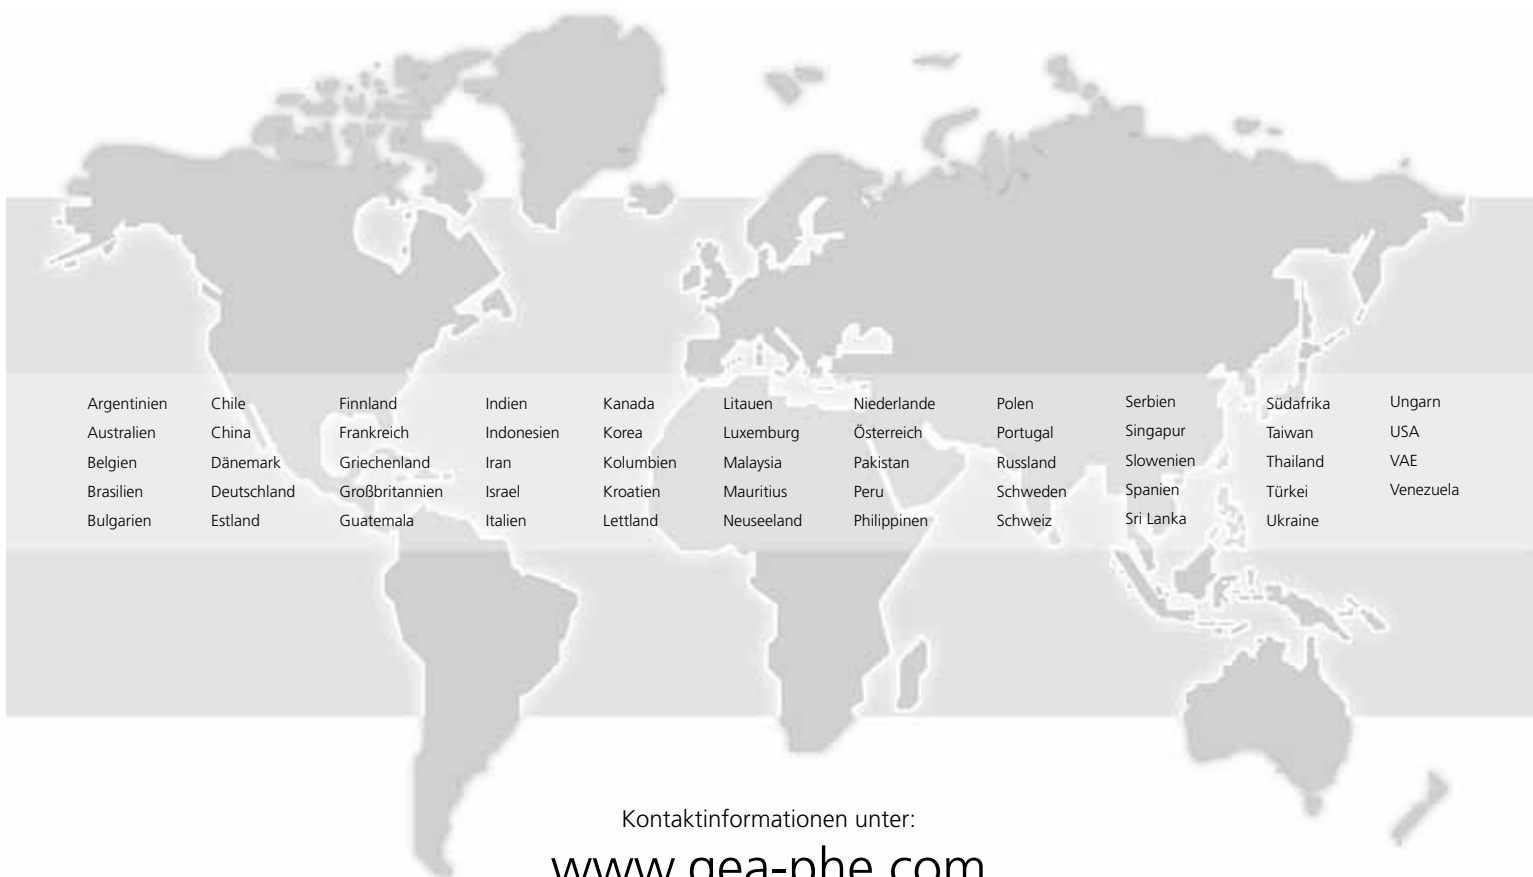 Argentinien
Australien
Belgien
Brasilien
Bulgarien
Chile
China
Dänemark
Deutschland
Estland
Finnland
Frankreich
Griechenland
Großbritannien
Guatemala
Indien
Indonesien
Iran
Israel
Italien
Kanada
Korea
Kolumbien
Kroatien
Lettland
Litauen
Luxemburg
Malaysia
Mauritius
Neuseeland
Niederlande
Österreich
Pakistan
Peru
Philippinen
Polen
Portugal
Russland
Schweden
Schweiz
Serbien
Singapur
Slowenien
Spanien
Sri Lanka
Südafrika
Taiwan
Thailand
Türkei
Ukraine
Ungarn
USA
VAE
Venezuela
Kontaktinformationen unter:
www.gea-phe.com